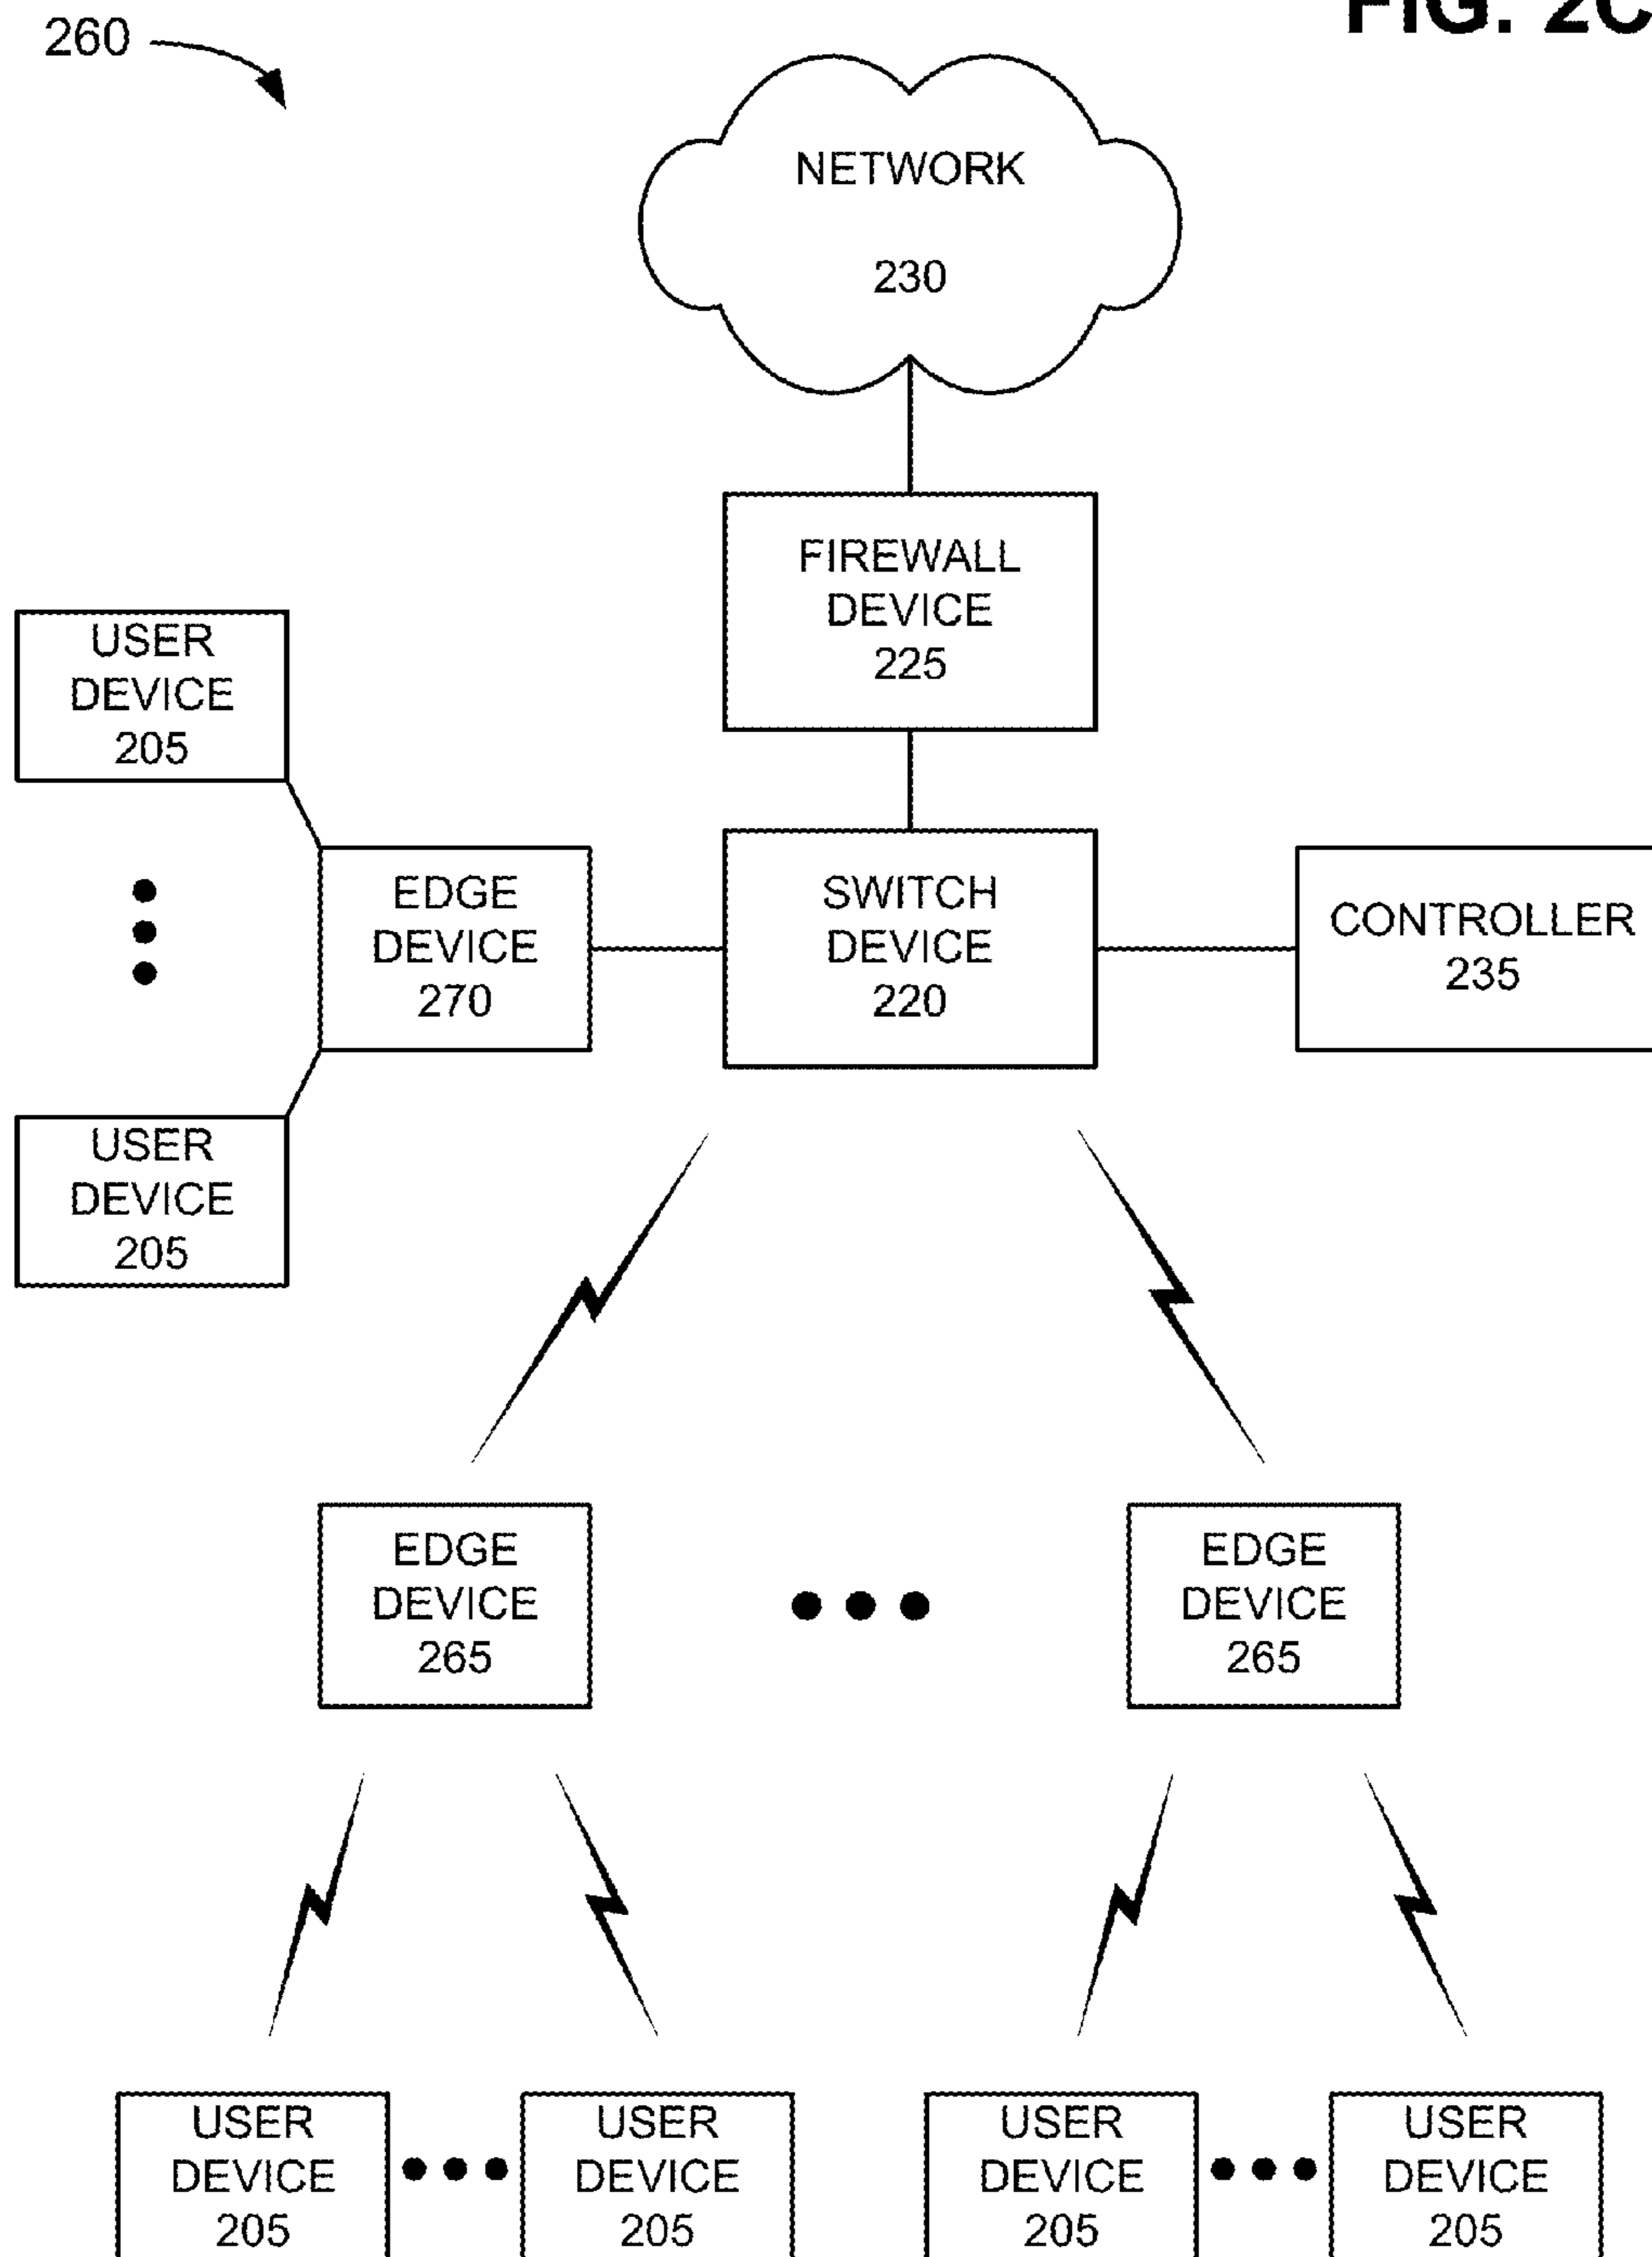 FIG. 2C
260
NETWORK
230
FIREWALL
DEVICE
225
USER
DEVICE
205
EDGE
DEVICE
270
SWITCH
DEVICE
220
CONTROLLER
235
USER
DEVICE
205
EDGE
DEVICE
265
EDGE
DEVICE
265
USER
DEVICE
205
USER
DEVICE
205
USER
DEVICE
205
USER
DEVICE
205